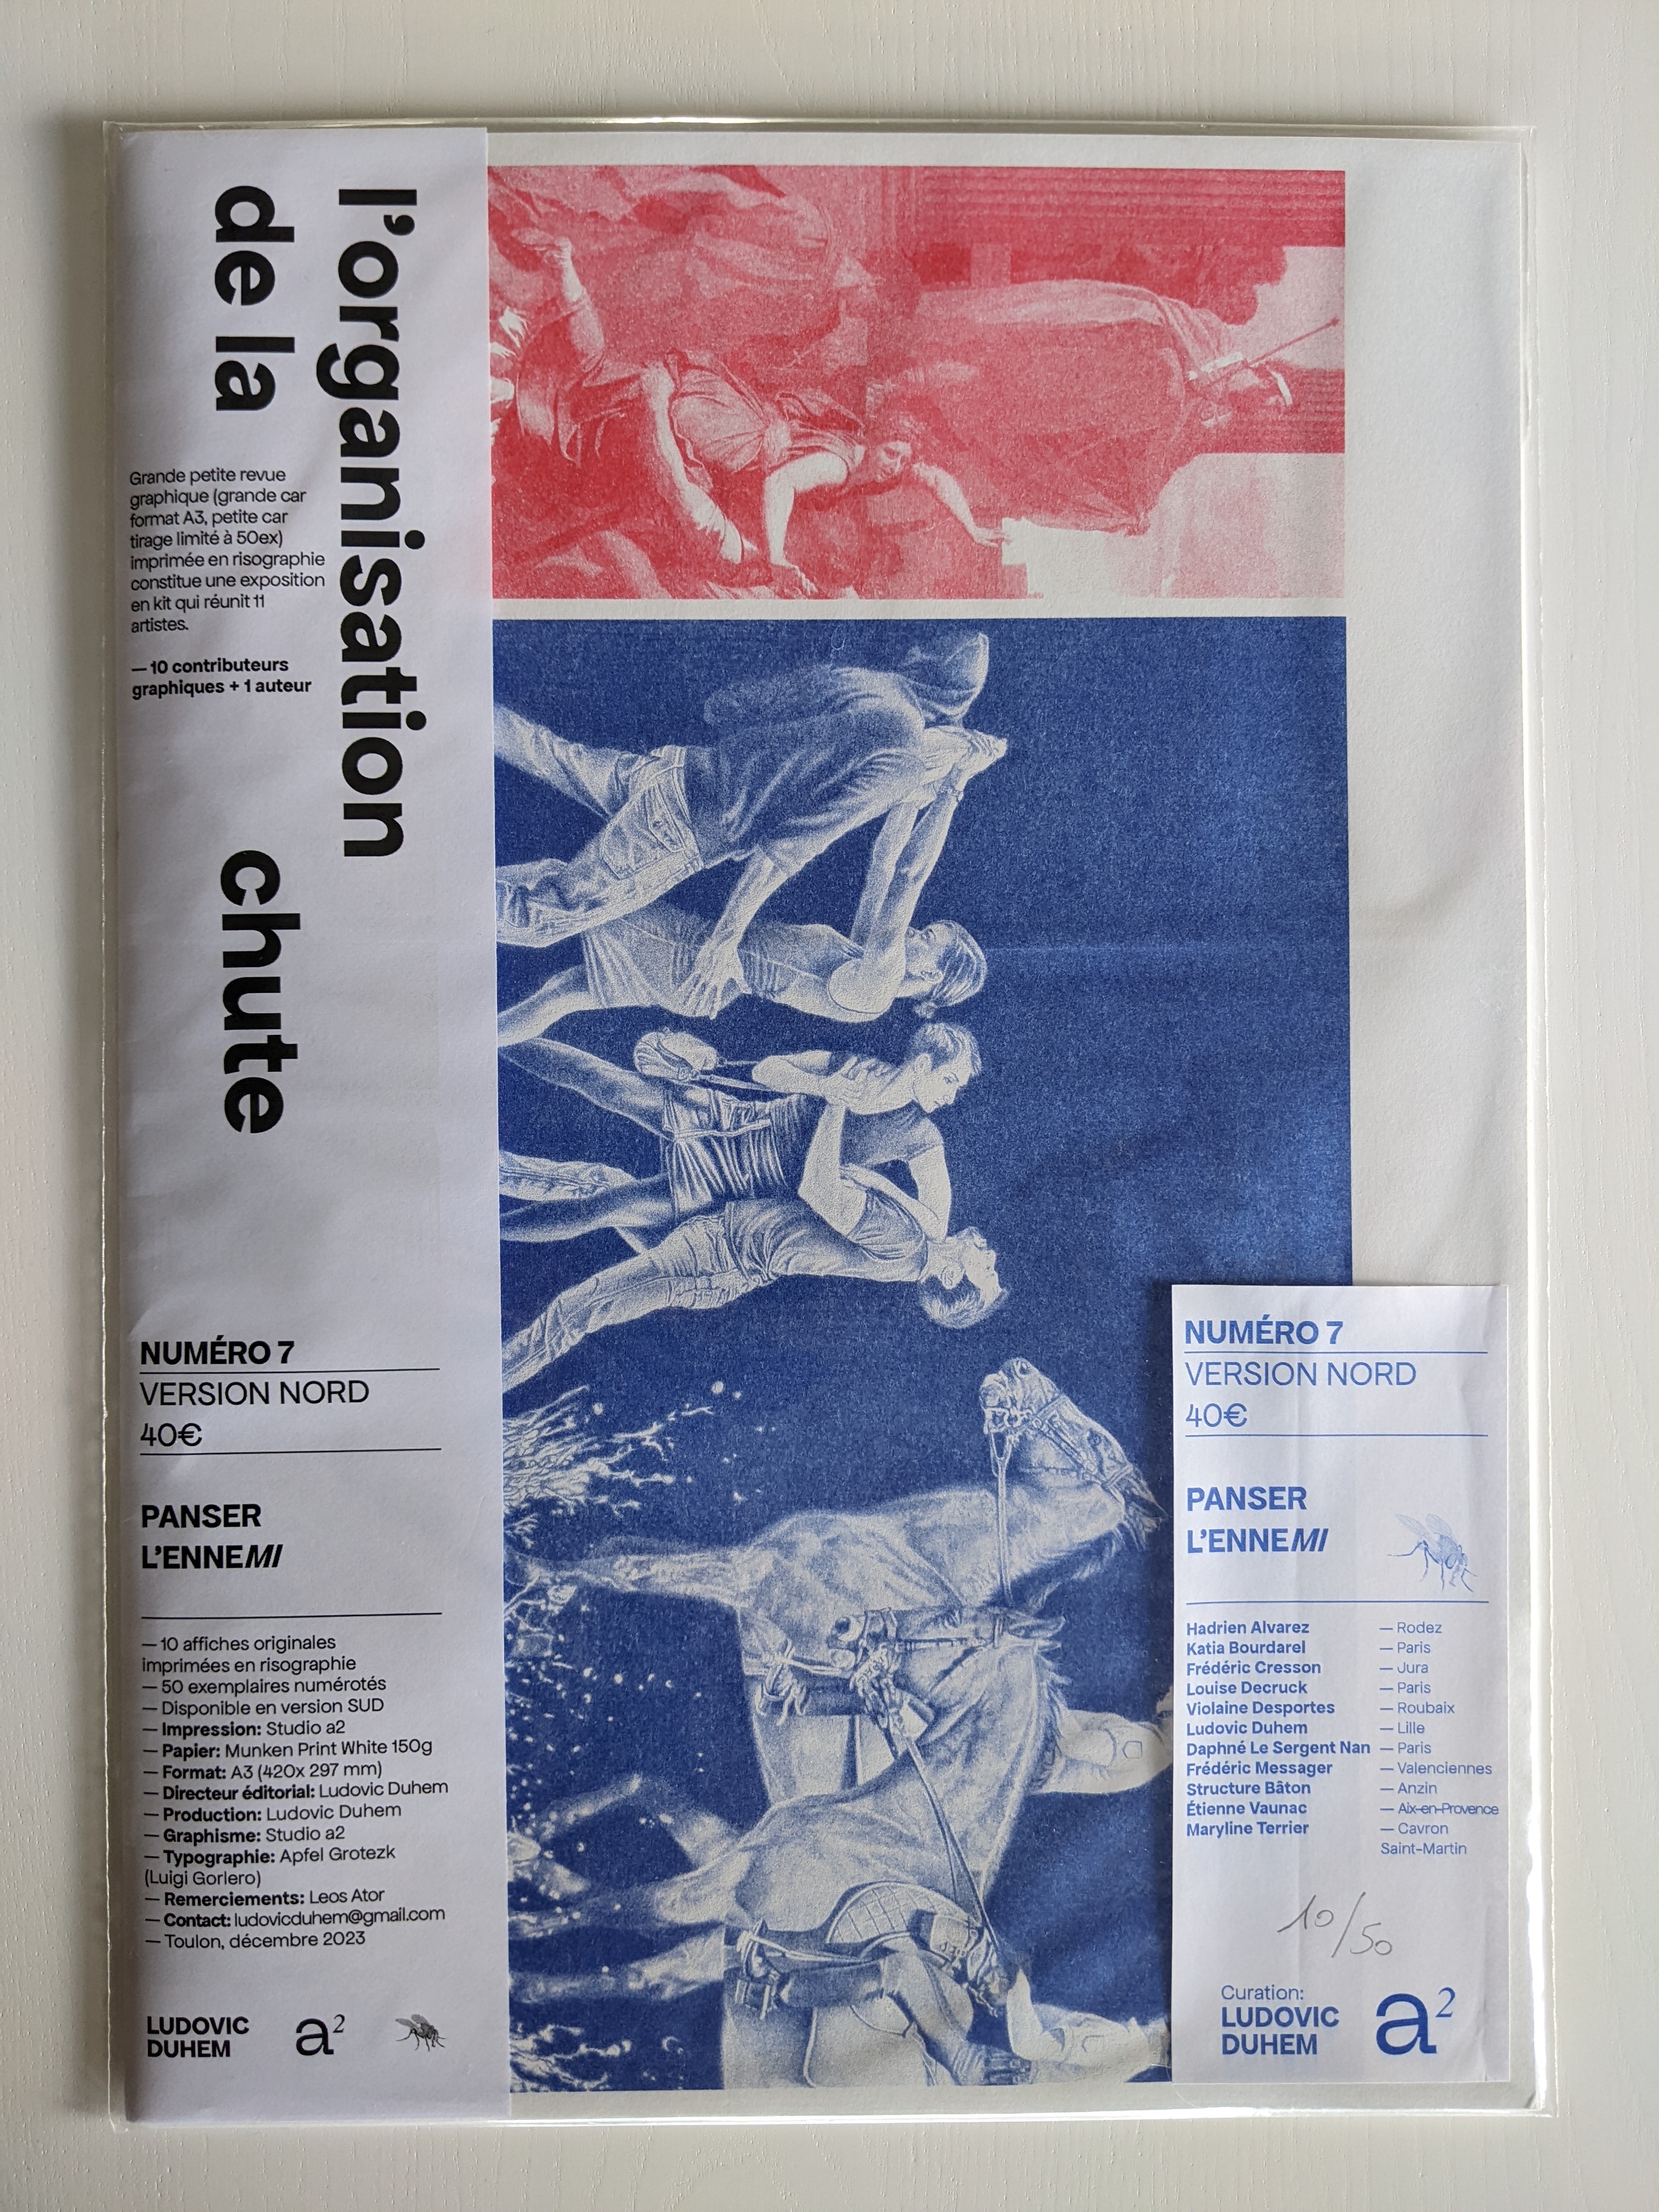 l'organisation
de la chute
Grande petite revue
graphique (grande car
format A3, petite car
tirage limité à 50ex)
imprimée en risographie
constitue une exposition
en kit qui réunit 11
artistes.
— 10 contributeurs
graphiques + 1 auteur
NUMÉRO 7
VERSION NORD
40€
PANSER
L'ENNEMI
— 10 affiches originales
imprimées en risographie
— 50 exemplaires numérotés
— Disponible en version SUD
— Impression: Studio a2
— Papier: Munken Print White 150g
— Format: A3 (420x 297 mm)
— Directeur éditorial: Ludovic Duhem
— Production: Ludovic Duhem
— Graphisme: Studio a2
— Typographie: Apfel Grotezk
(Luigi Gorlero)
— Remerciements: Leos Ator
— Contact: ludovicduhem@gmail.com
— Toulon, décembre 2023
LUDOVIC
DUHEM
a²
NUMÉRO 7
VERSION NORD
40€
PANSER
L'ENNEMI
Hadrien Alvarez — Rodez
Katia Bourdarel — Paris
Frédéric Cresson — Jura
Louise Decruck — Paris
Violaine Desportes — Roubaix
Ludovic Duhem — Lille
Daphné Le Sergent Nan — Paris
Frédéric Messager — Valenciennes
Structure Bâton — Anzin
Étienne Vaunac — Aix-en-Provence
Maryline Terrier — Cavron
Saint-Martin
10/50
Curation:
LUDOVIC
DUHEM
a²